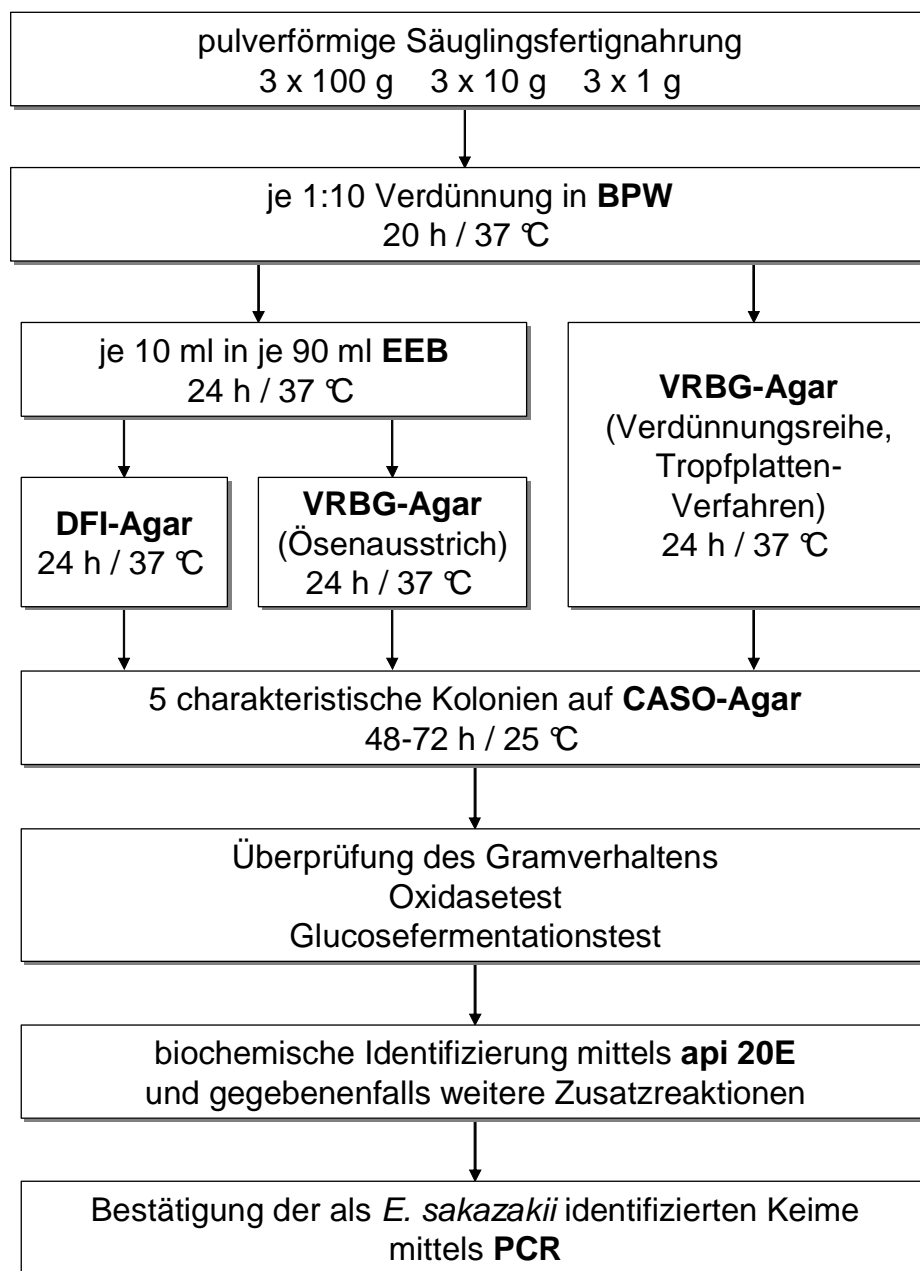 pulverförmige Säuglingsfertignahrung
3 x 100 g 3 x 10 g 3 x 1 g
je 1:10 Verdünnung in BPW
20 h / 37 °C
je 10 ml in je 90 ml EEB
24 h / 37 °C
VRBG-Agar
(Verdünnungsreihe,
Tropfplatten-
Verfahren)
24 h / 37 °C
DFI-Agar
24 h / 37 °C
VRBG-Agar
(Ösenausstrich)
24 h / 37 °C
5 charakteristische Kolonien auf CASO-Agar
48-72 h / 25 °C
Überprüfung des Gramverhaltens
Oxidasetest
Glucosefermentationstest
biochemische Identifizierung mittels api 20E
und gegebenenfalls weitere Zusatzreaktionen
Bestätigung der als E. sakazakii identifizierten Keime
mittels PCR